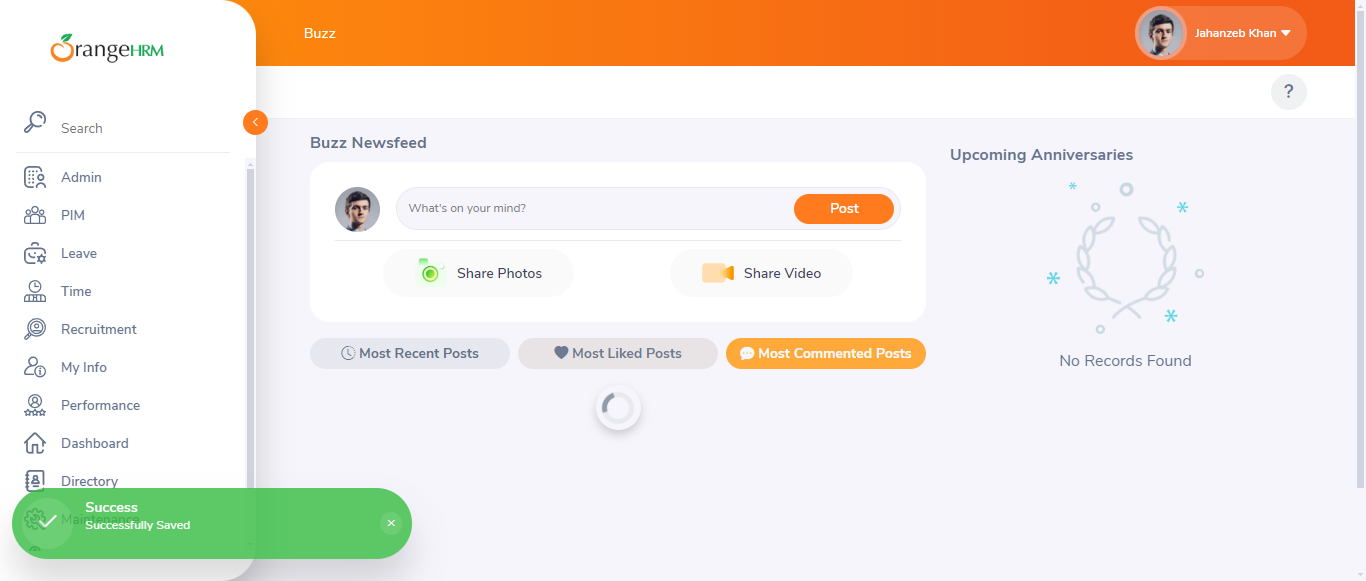 OrangeHRM
Buzz
Jahanzeb Khan
?
Search
Admin
PIM
Leave
Time
Recruitment
My Info
Performance
Dashboard
Directory
Maintenance
Success
Successfully Saved
Buzz Newsfeed
What's on your mind?
Post
Share Photos
Share Video
Most Recent Posts
Most Liked Posts
Most Commented Posts
Upcoming Anniversaries
No Records Found